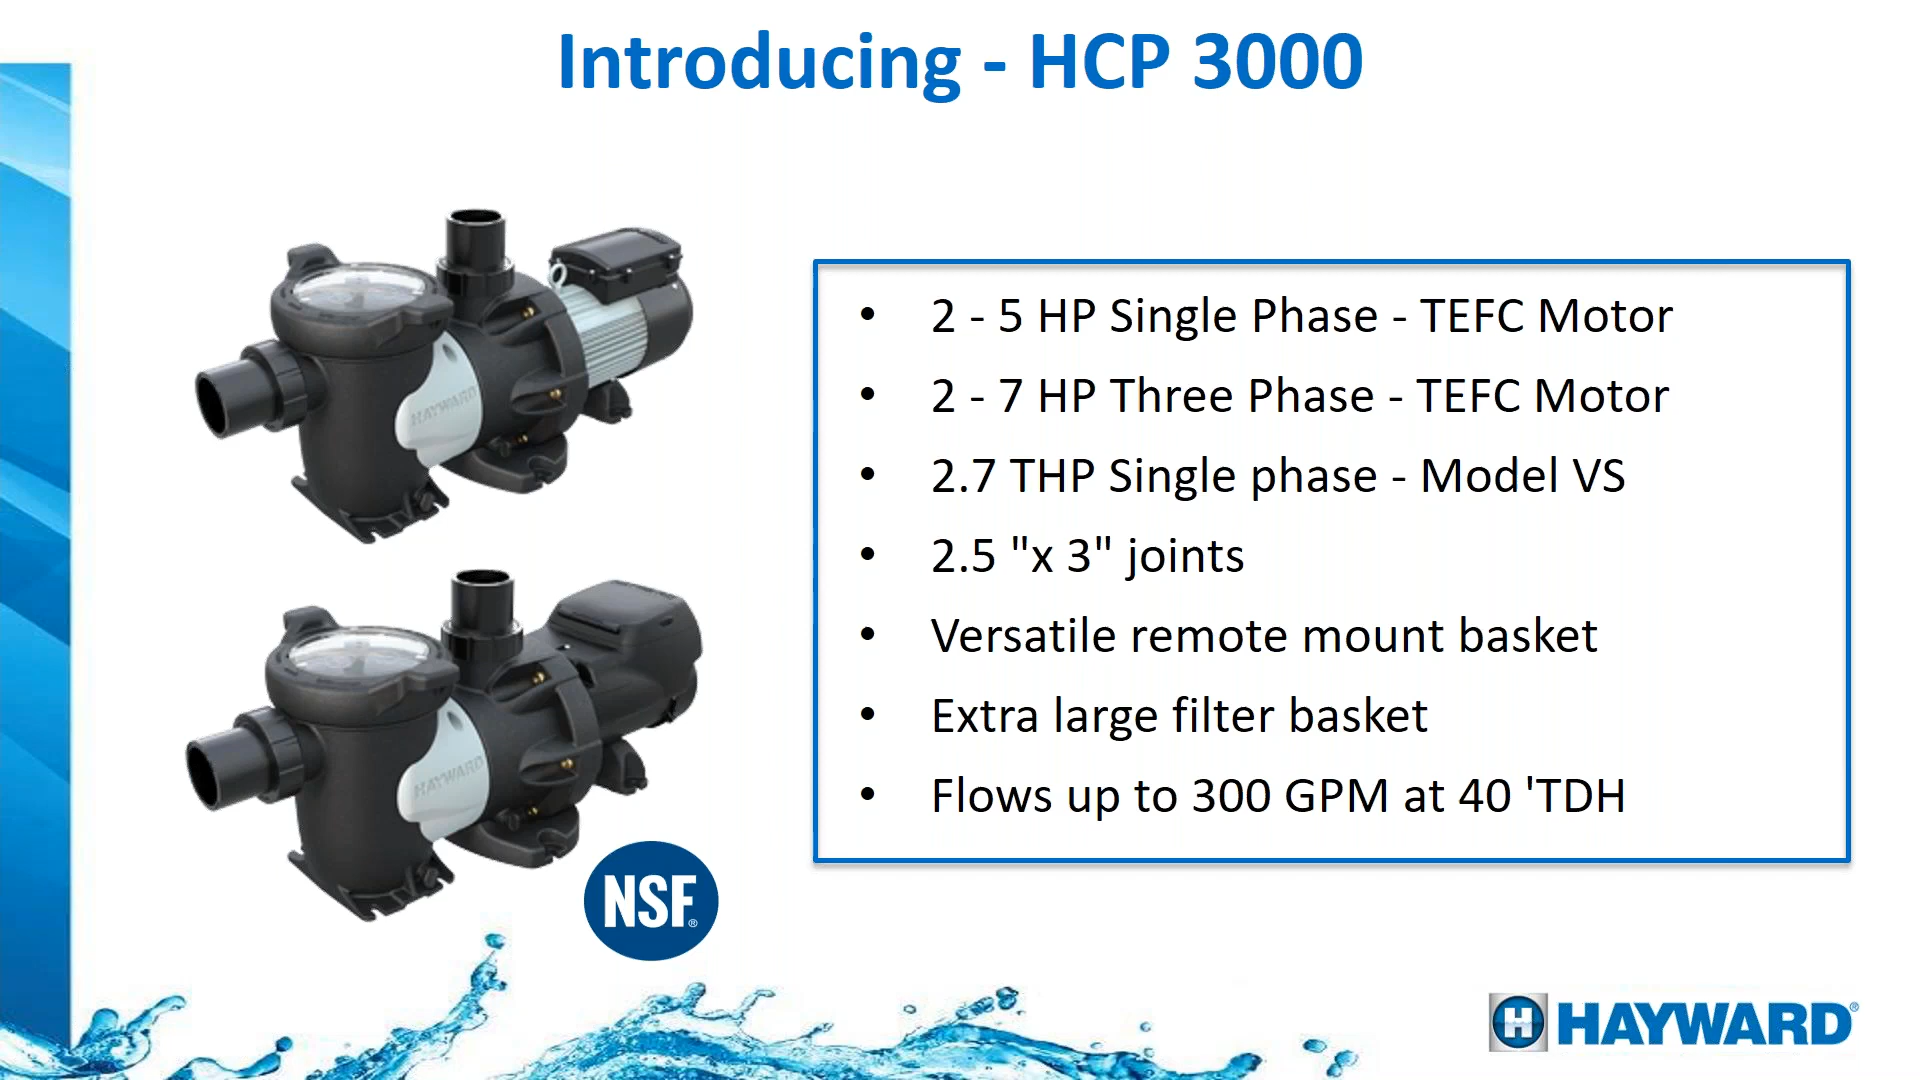 Introducing - HCP 3000
• 2 - 5 HP Single Phase - TEFC Motor
• 2 - 7 HP Three Phase - TEFC Motor
• 2.7 THP Single phase - Model VS
• 2.5 "x 3" joints
• Versatile remote mount basket
• Extra large filter basket
• Flows up to 300 GPM at 40 'TDH
HAYWARD
HAYWARD
NSF®
H HAYWARD®